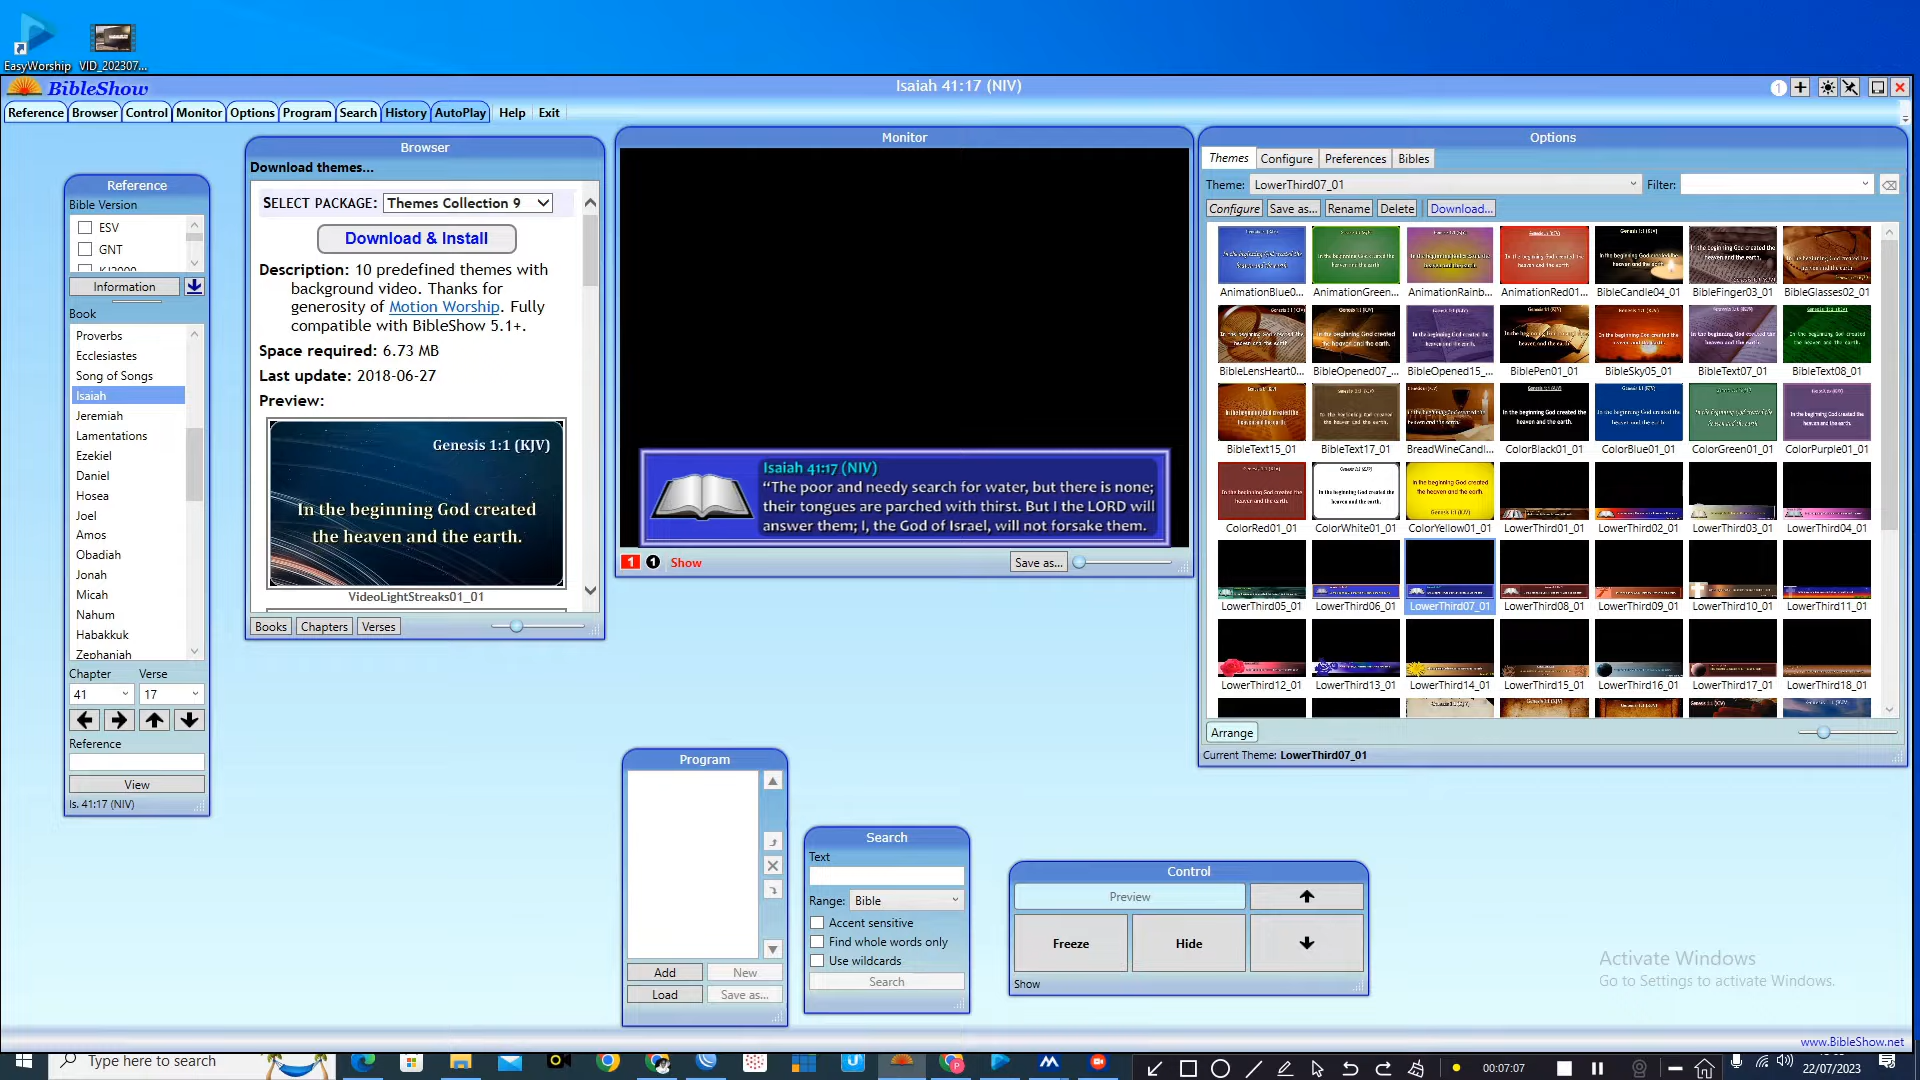 EasyWorship
VID_202307...
BibleShow
Isaiah 41:17 (NIV)
Reference Browser Control Monitor Options Program Search History AutoPlay Help Exit
Reference
Bible Version
ESV
GNT
Information
Book
Proverbs
Ecclesiastes
Song of Songs
Isaiah
Jeremiah
Lamentations
Ezekiel
Daniel
Hosea
Joel
Amos
Obadiah
Jonah
Micah
Nahum
Habakkuk
Zephaniah
Chapter Verse
41 17
Reference
View
Is. 41:17 (NIV)
Browser
Download themes...
SELECT PACKAGE: Themes Collection 9
Download & Install
Description: 10 predefined themes with
background video. Thanks for
generosity of Motion Worship. Fully
compatible with BibleShow 5.1+.
Space required: 6.73 MB
Last update: 2018-06-27
Preview:
Genesis 1:1 (KJV)
In the beginning God created
the heaven and the earth.
VideoLightStreaks01_01
Books Chapters Verses
Monitor
Isaiah 41:17 (NIV)
“The poor and needy search for water, but there is none;
their tongues are parched with thirst. But I the LORD will
answer them; I, the God of Israel, will not forsake them.
1 1 Show Save as...
Options
Themes Configure Preferences Bibles
Theme: LowerThird07_01 Filter:
Configure Save as... Rename Delete Download...
AnimationBlue0... AnimationGreen... AnimationRainb... AnimationRed01... BibleCandle04_01 BibleFinger03_01 BibleGlasses02_01
BibleLensHeart0... BibleOpened07_... BibleOpened15_... BiblePen01_01 BibleSky05_01 BibleText07_01 BibleText08_01
BibleText15_01 BibleText17_01 BreadWineCandl... ColorBlack01_01 ColorBlue01_01 ColorGreen01_01 ColorPurple01_01
ColorRed01_01 ColorWhite01_01 ColorYellow01_01 LowerThird01_01 LowerThird02_01 LowerThird03_01 LowerThird04_01
LowerThird05_01 LowerThird06_01 LowerThird07_01 LowerThird08_01 LowerThird09_01 LowerThird10_01 LowerThird11_01
LowerThird12_01 LowerThird13_01 LowerThird14_01 LowerThird15_01 LowerThird16_01 LowerThird17_01 LowerThird18_01
Arrange
Current Theme: LowerThird07_01
Program
Add New
Load Save as...
Search
Text
Range: Bible
Accent sensitive
Find whole words only
Use wildcards
Search
Control
Preview
Freeze Hide
Show
Activate Windows
Go to Settings to activate Windows.
www.BibleShow.net
Type here to search
00:07:07
22/07/2023